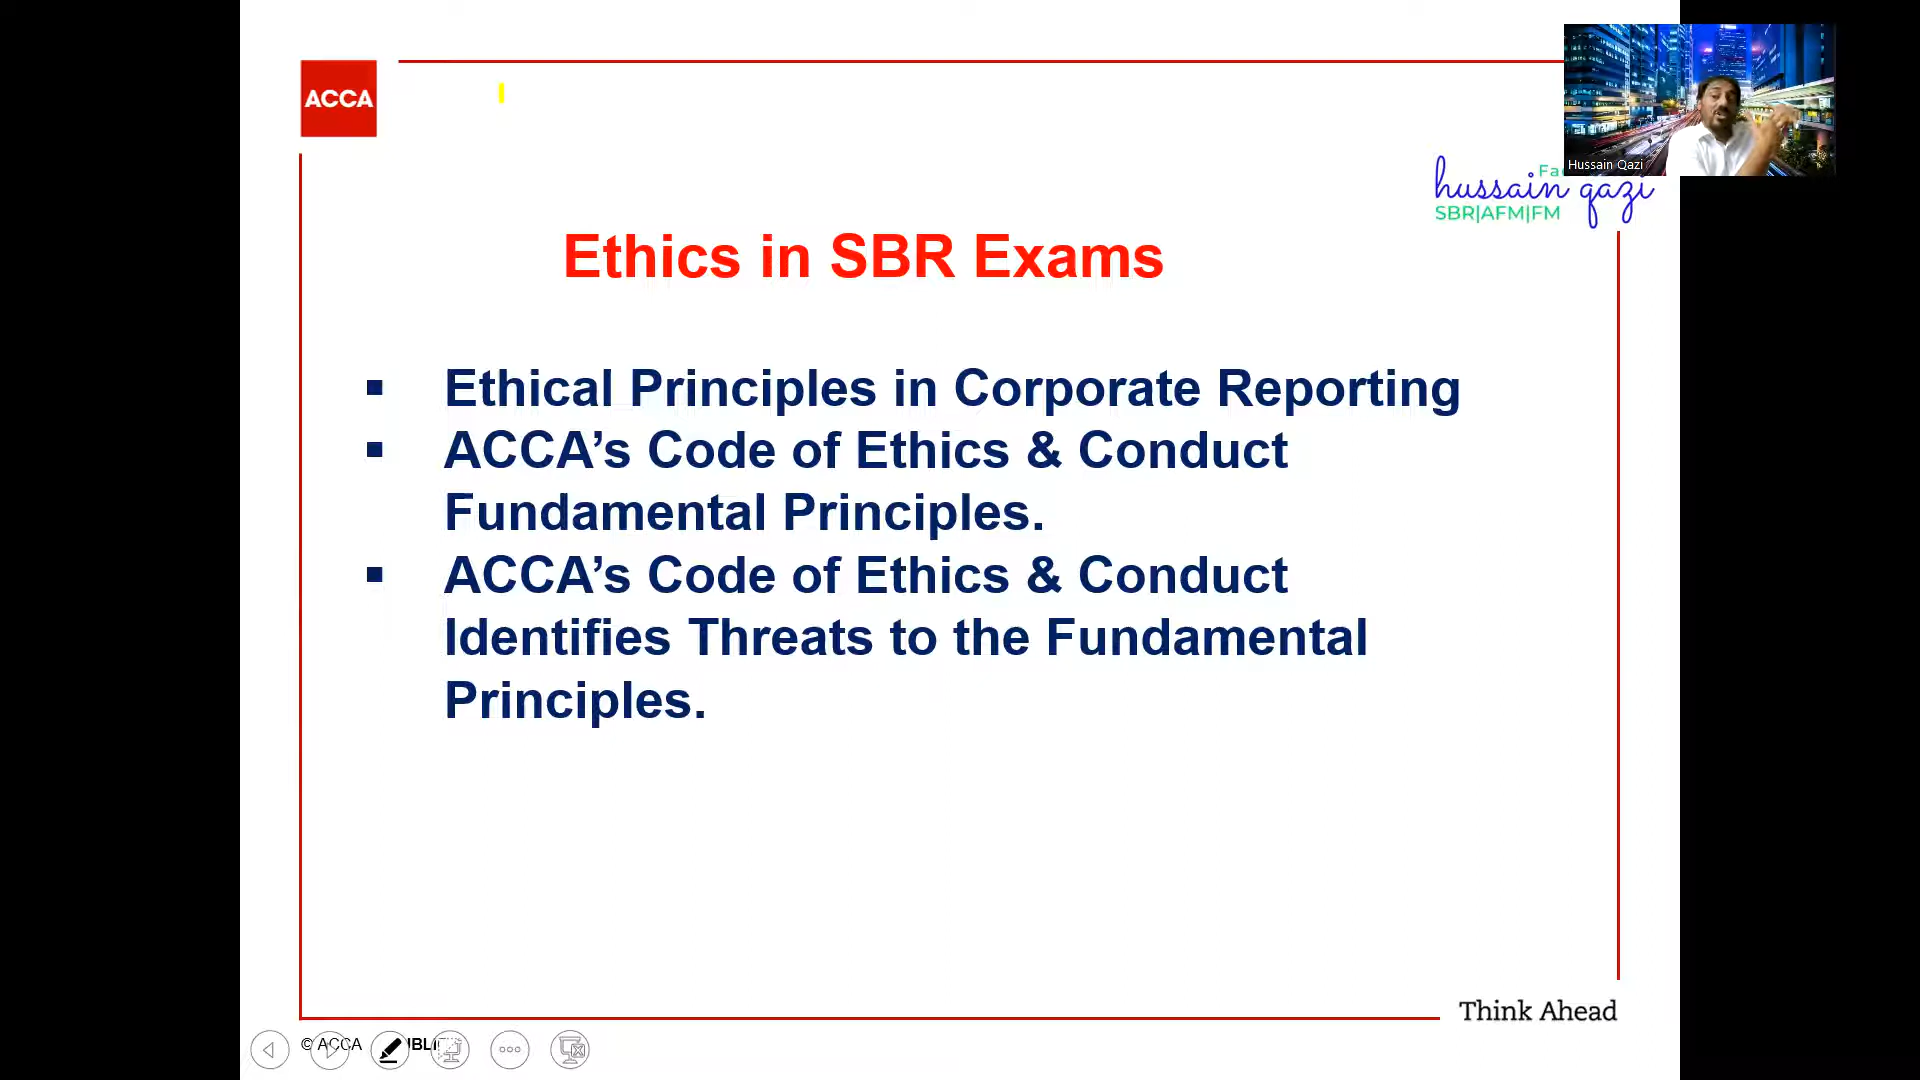 ACCA
Hussain Qazi
hussain qazi
SBR|AFM|FM
Ethics in SBR Exams
▪ Ethical Principles in Corporate Reporting
▪ ACCA’s Code of Ethics & Conduct
Fundamental Principles.
▪ ACCA’s Code of Ethics & Conduct
Identifies Threats to the Fundamental
Principles.
Think Ahead
© ACCA